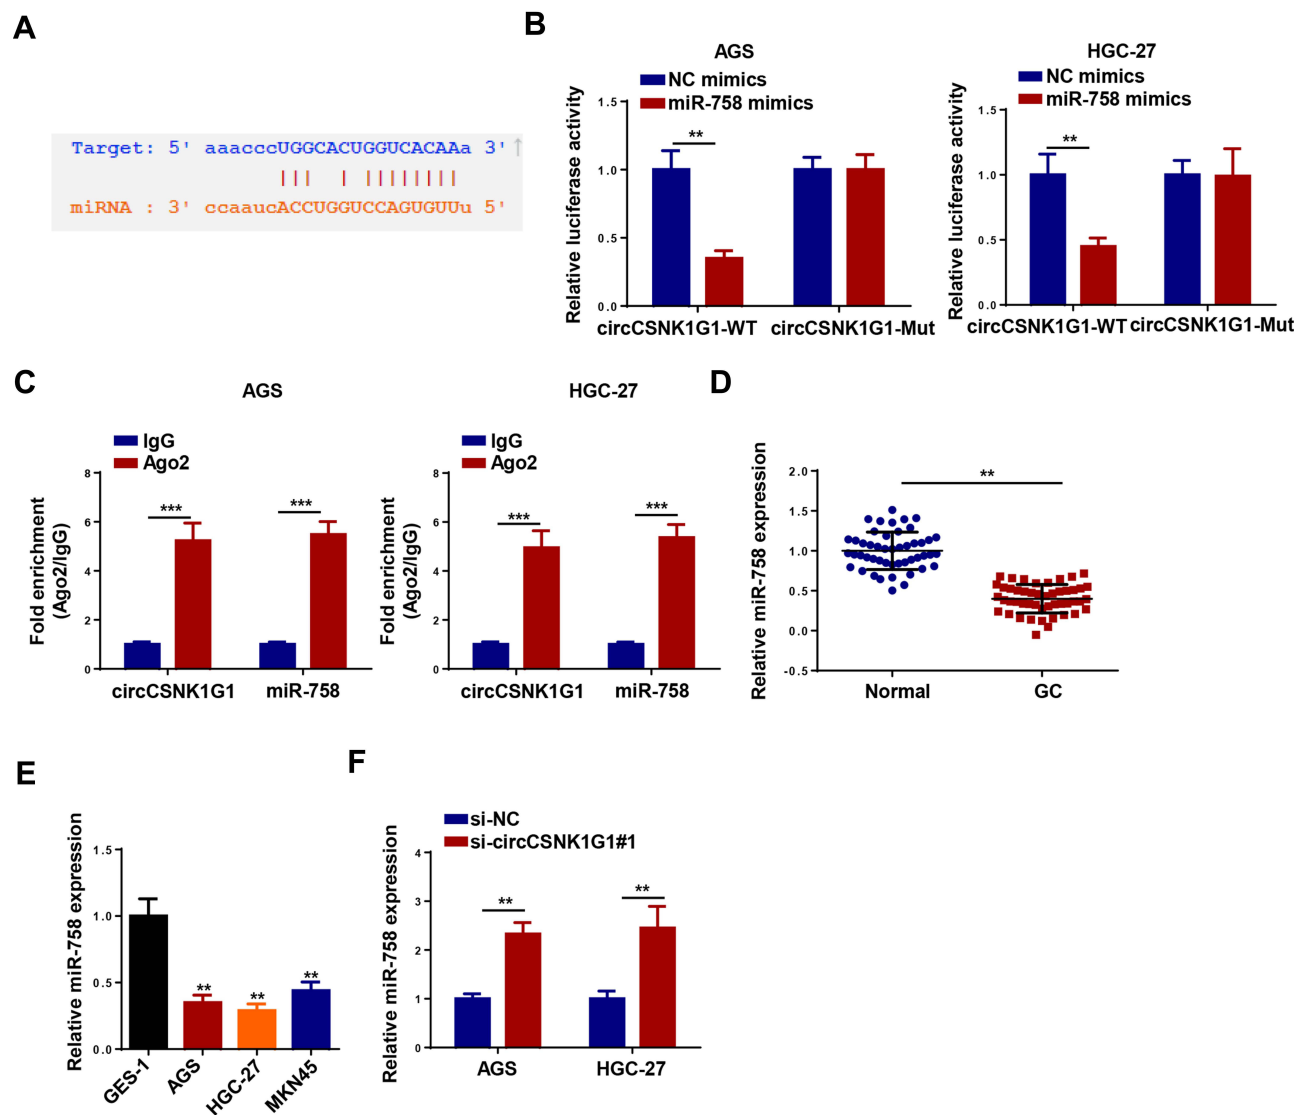 A
Target: 5' aaacccUGGCACUGGUCACAAa 3' ↑
||| | ||||||||
miRNA : 3' ccaaucACCUGGUCCAGUGUUu 5'
B
AGS
NC mimics
miR-758 mimics
Relative luciferase activity
1.5
1.0
0.5
0.0
**
circCSNK1G1-WT
circCSNK1G1-Mut
HGC-27
NC mimics
miR-758 mimics
Relative luciferase activity
1.5
1.0
0.5
0.0
**
circCSNK1G1-WT
circCSNK1G1-Mut
C
AGS
IgG
Ago2
Fold enrichment
(Ago2/IgG)
8
6
4
2
0
***
***
circCSNK1G1
miR-758
HGC-27
IgG
Ago2
Fold enrichment
(Ago2/IgG)
8
6
4
2
0
***
***
circCSNK1G1
miR-758
D
Relative miR-758 expression
2.0
1.5
1.0
0.5
0.0
-0.5
**
Normal
GC
E
Relative miR-758 expression
1.5
1.0
0.5
0.0
**
**
**
GES-1
AGS
HGC-27
MKN45
F
si-NC
si-circCSNK1G1#1
Relative miR-758 expression
4
3
2
1
0
**
**
AGS
HGC-27